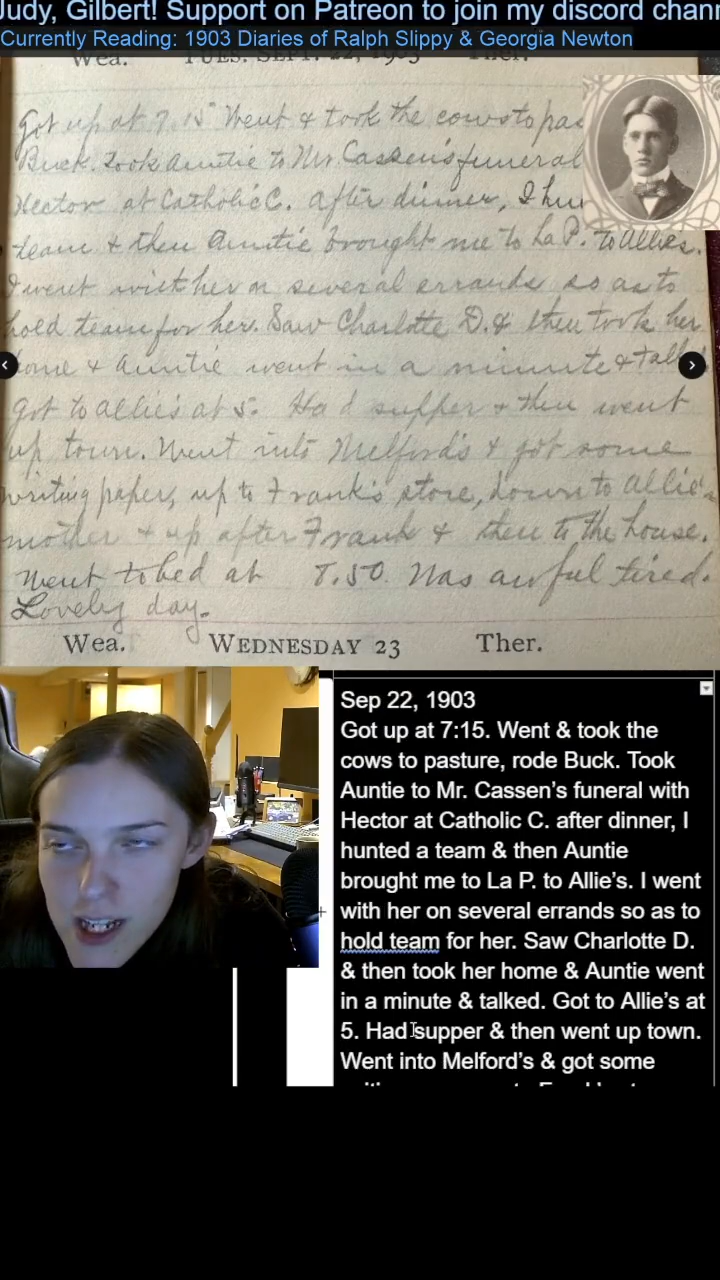 Judy, Gilbert! Support on Patreon to join my discord chann
Currently Reading: 1903 Diaries of Ralph Slippy & Georgia Newton
Wea. TUES. SEPT. 22, 1903 Ther.
Got up at 7.15 Went & took the cows to pas
Buck. Took Auntie to Mr. Cassen's funeral
Hector at Catholic C. after dinner, I hu
team & then Auntie brought me to La P. to Allie's.
I went with her on several errands so as to
hold team for her. Saw Charlotte D. & then took her
home & Auntie went in a minute & talk
Got to Allie's at 5. Had supper & then went
up town. Went into Melford's & got some
writing paper, up to Frank's store, down to Allie's
mother & up after Frank & then to the house.
Went to bed at 8.50. Was awful tired.
Lovely day.
Wea. WEDNESDAY 23 Ther.
Sep 22, 1903
Got up at 7:15. Went & took the
cows to pasture, rode Buck. Took
Auntie to Mr. Cassen’s funeral with
Hector at Catholic C. after dinner, I
hunted a team & then Auntie
brought me to La P. to Allie’s. I went
with her on several errands so as to
hold team for her. Saw Charlotte D.
& then took her home & Auntie went
in a minute & talked. Got to Allie’s at
5. Had supper & then went up town.
Went into Melford’s & got some